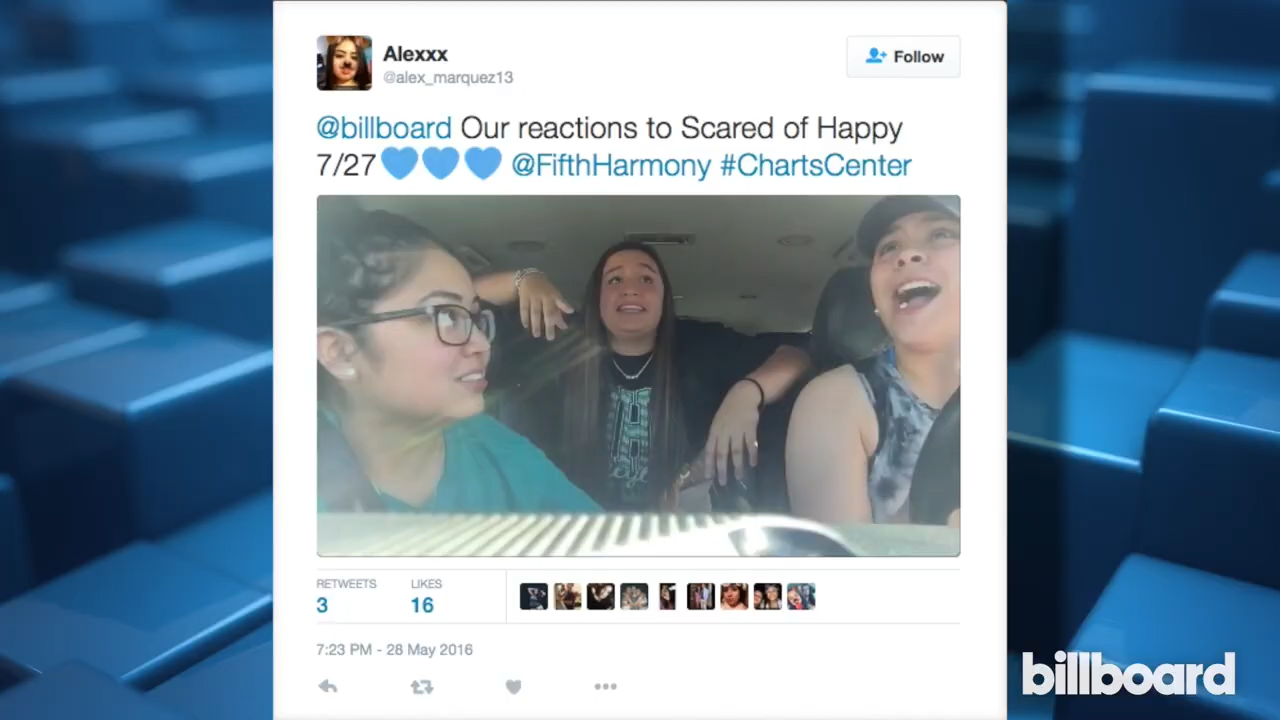 Alexxx
@alex_marquez13
Follow
@billboard Our reactions to Scared of Happy
7/27💙💙💙 @FifthHarmony #ChartsCenter
RETWEETS LIKES
3 16
7:23 PM - 28 May 2016
billboard